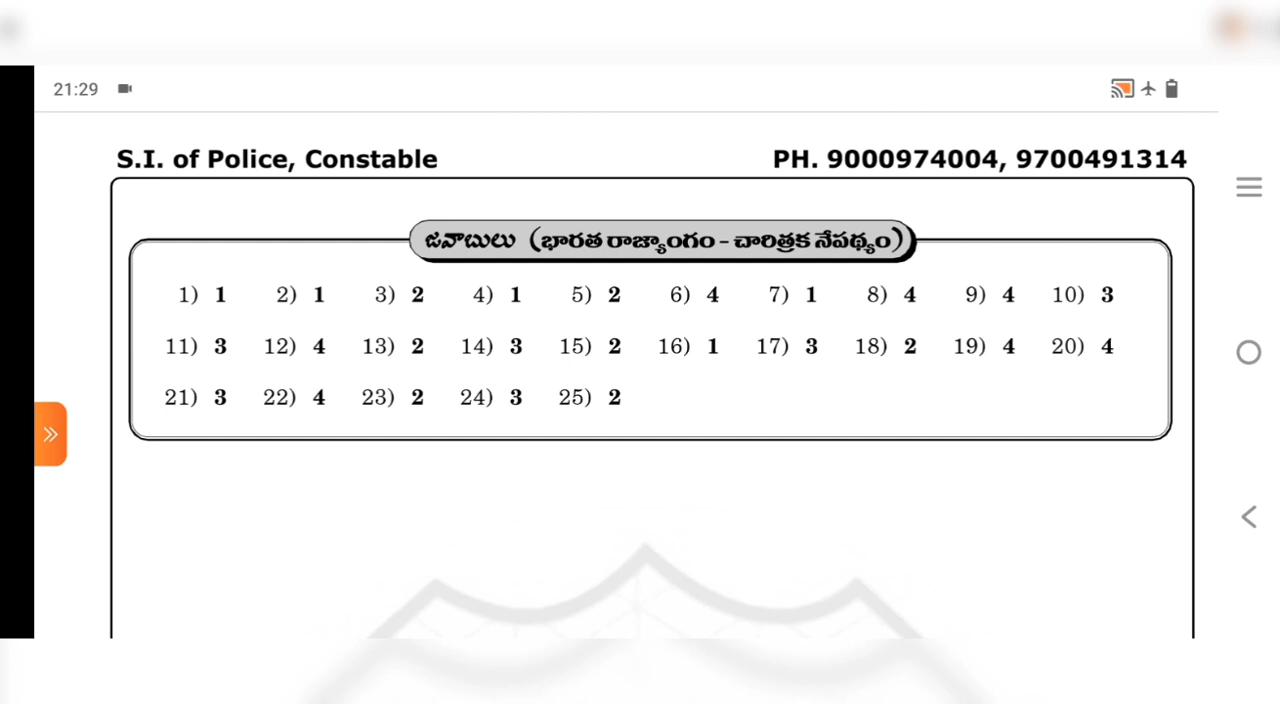 21:29
S.I. of Police, Constable PH. 9000974004, 9700491314
జవాబులు (భారత రాజ్యాంగం - చారిత్రక నేపథ్యం)
1) 1 2) 1 3) 2 4) 1 5) 2 6) 4 7) 1 8) 4 9) 4 10) 3
11) 3 12) 4 13) 2 14) 3 15) 2 16) 1 17) 3 18) 2 19) 4 20) 4
21) 3 22) 4 23) 2 24) 3 25) 2